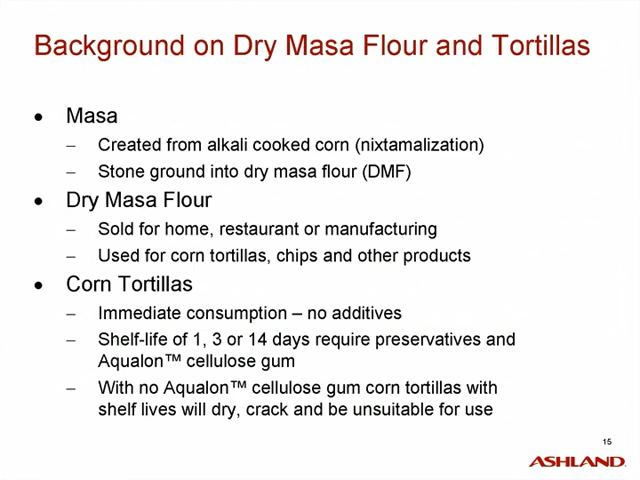 Background on Dry Masa Flour and Tortillas
• Masa
– Created from alkali cooked corn (nixtamalization)
– Stone ground into dry masa flour (DMF)
• Dry Masa Flour
– Sold for home, restaurant or manufacturing
– Used for corn tortillas, chips and other products
• Corn Tortillas
– Immediate consumption – no additives
– Shelf-life of 1, 3 or 14 days require preservatives and
Aqualon™ cellulose gum
– With no Aqualon™ cellulose gum corn tortillas with
shelf lives will dry, crack and be unsuitable for use
15
ASHLAND.